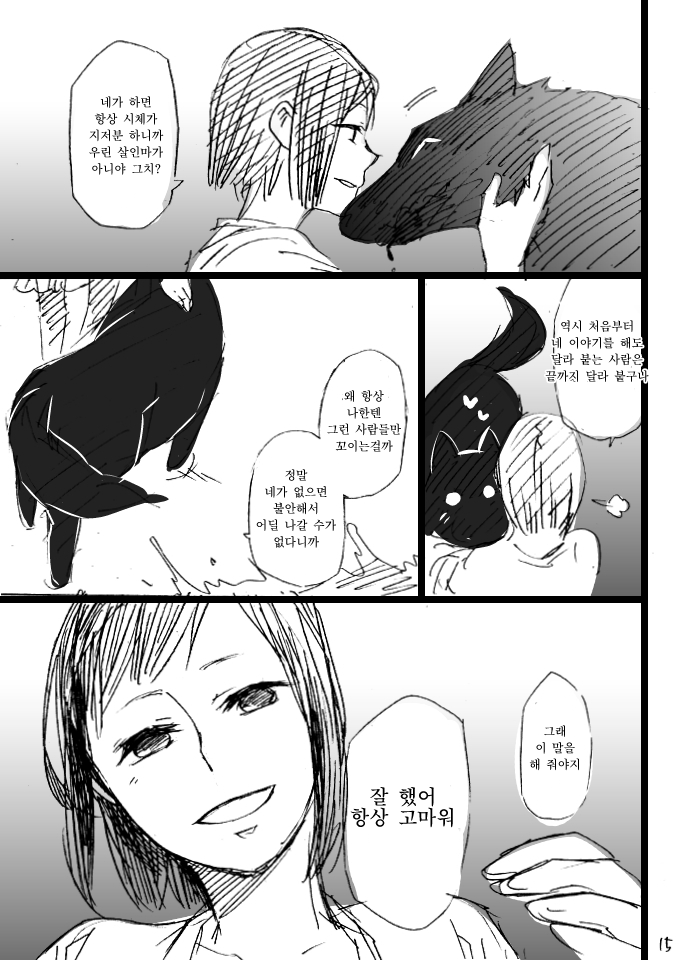 네가 하면
항상 시체가
지저분 하니까
우린 살인마가
아니야 그치?
역시 처음부터
네 이야기를 해도
달라 붙는 사람은
끝까진 달라 붙구나
왜 항상
나한텐
그런 사람들만
꼬이는걸까
정말
네가 없으면
불안해서
어딜 나갈 수가
없다니까
그래
이 말을
해 줘야지
잘 했어
항상 고마워
15